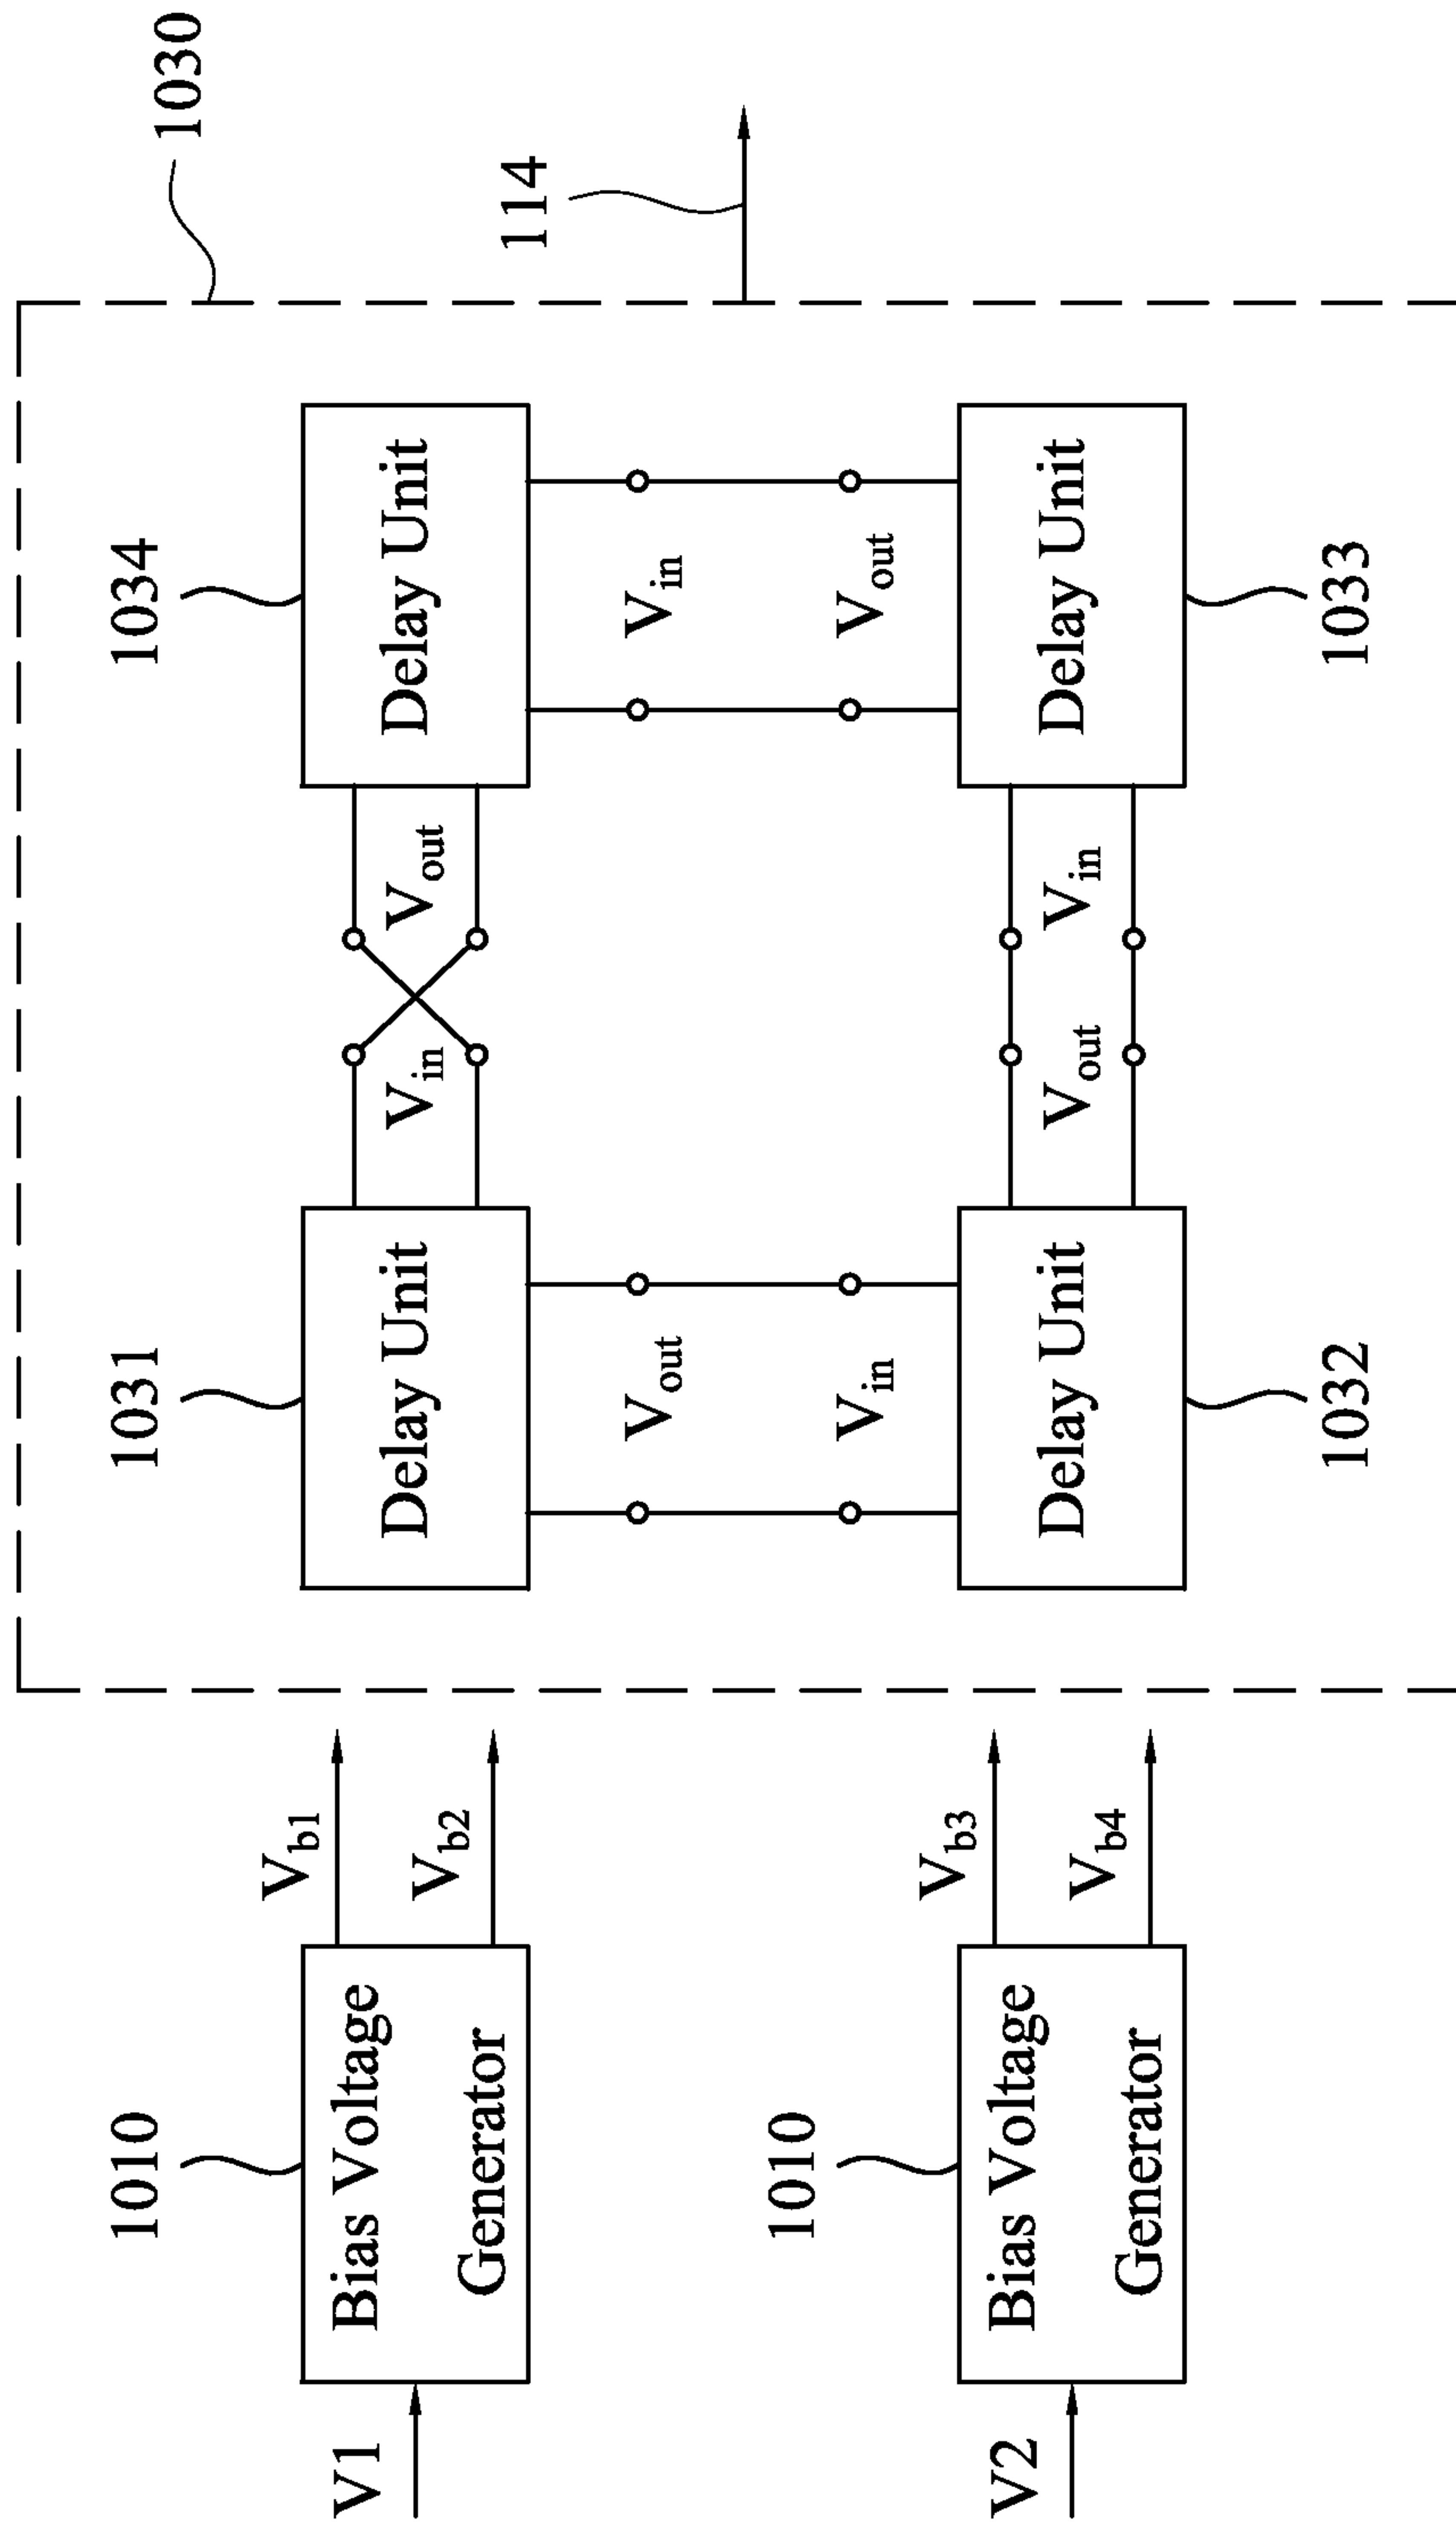 1030
114
1031
1034
Delay Unit
Delay Unit
V_in
V_out
V_out
V_in
V_in
V_out
Delay Unit
Delay Unit
V_out
V_in
1032
1033
1010
V1
Bias Voltage
Generator
V_b1
V_b2
1010
V2
Bias Voltage
Generator
V_b3
V_b4